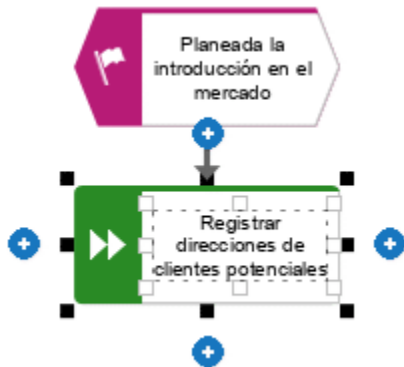 Planeada la
introducción en el
mercado
Registrar
direcciones de
clientes potenciales